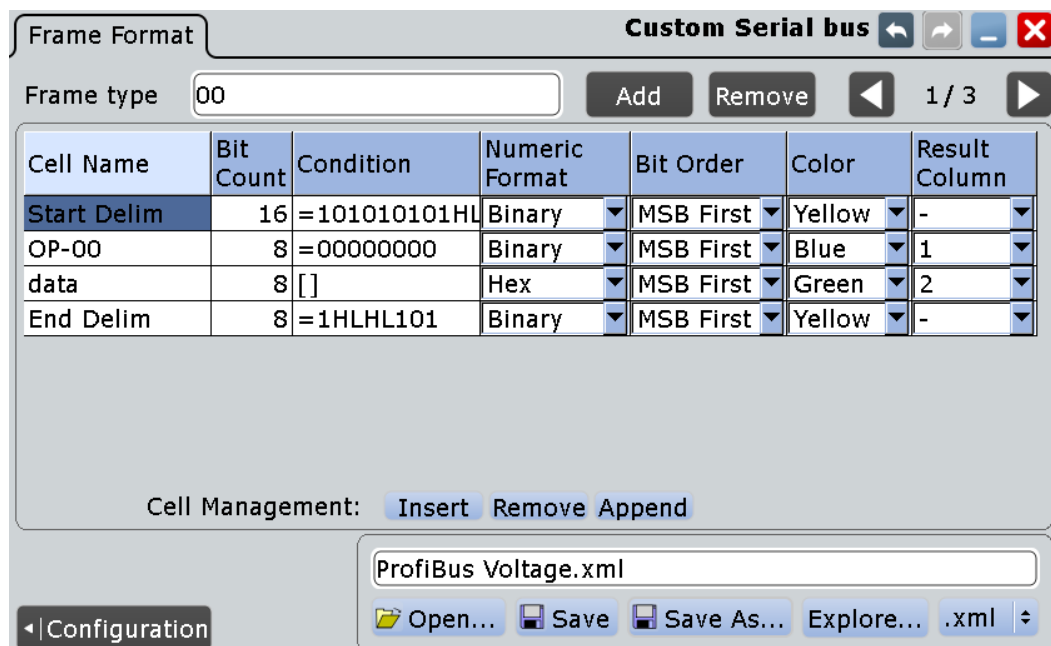 Frame Format
Custom Serial bus
Frame type 00 Add Remove 1 / 3
Cell Name Bit Count Condition Numeric Format Bit Order Color Result Column
Start Delim 16 =101010101HL Binary MSB First Yellow -
OP-00 8 =00000000 Binary MSB First Blue 1
data 8 [] Hex MSB First Green 2
End Delim 8 =1HLHL101 Binary MSB First Yellow -
Cell Management: Insert Remove Append
ProfiBus Voltage.xml
Configuration Open... Save Save As... Explore... .xml